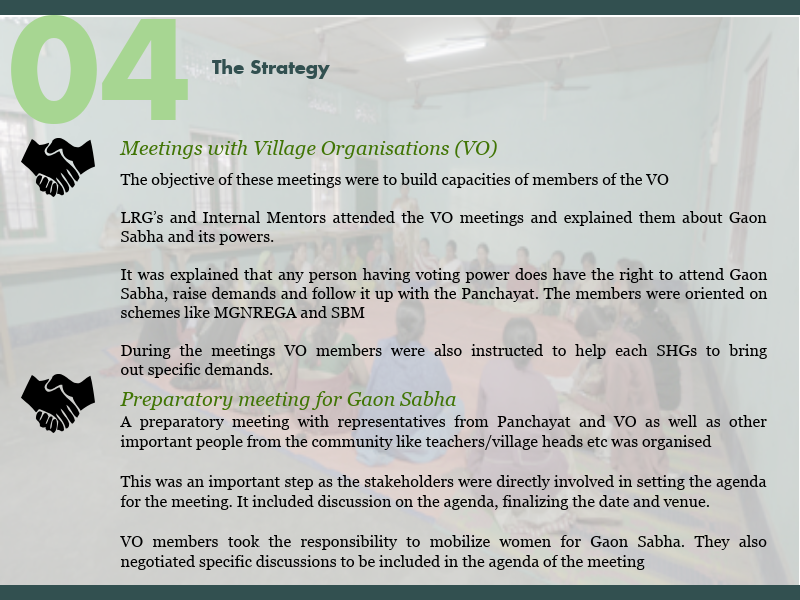 04
The Strategy
Meetings with Village Organisations (VO)
The objective of these meetings were to build capacities of members of the VO
LRG's and Internal Mentors attended the VO meetings and explained them about Gaon
Sabha and its powers.
It was explained that any person having voting power does have the right to attend Gaon
Sabha, raise demands and follow it up with the Panchayat. The members were oriented on
schemes like MGNREGA and SBM
During the meetings VO members were also instructed to help each SHGs to bring
out specific demands.
Preparatory meeting for Gaon Sabha
A preparatory meeting with representatives from Panchayat and VO as well as other
important people from the community like teachers/village heads etc was organised
This was an important step as the stakeholders were directly involved in setting the agenda
for the meeting. It included discussion on the agenda, finalizing the date and venue.
VO members took the responsibility to mobilize women for Gaon Sabha. They also
negotiated specific discussions to be included in the agenda of the meeting